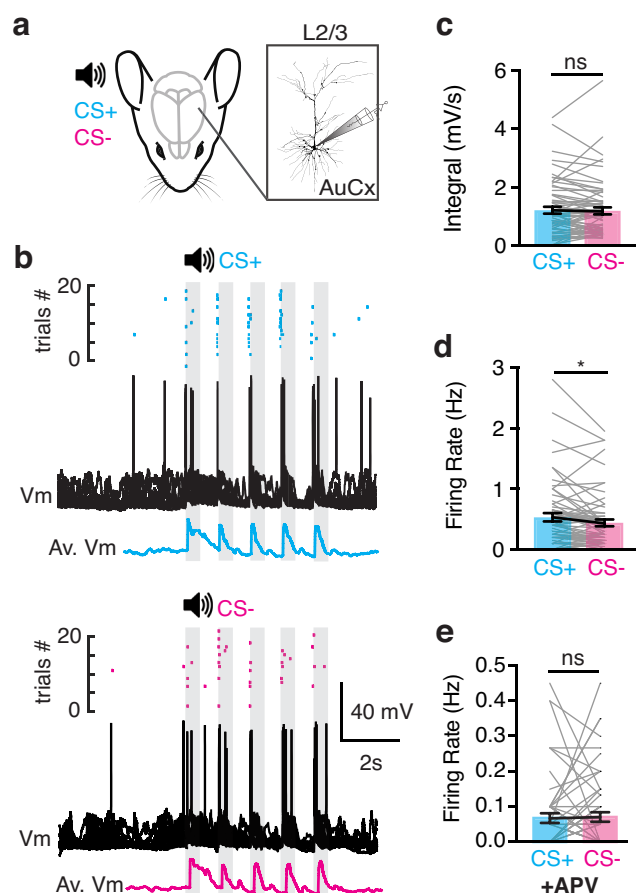 a
L2/3
CS+
CS-
AuCx
b
CS+
trials #
20
10
0
Vm
Av. Vm
CS-
trials #
20
10
0
40 mV
2s
Vm
Av. Vm
c
ns
Integral (mV/s)
6
4
2
0
CS+ CS-
d
*
Firing Rate (Hz)
3
2
1
0
CS+ CS-
e
ns
Firing Rate (Hz)
0.5
0.4
0.3
0.2
0.1
0.0
CS+ CS-
+APV